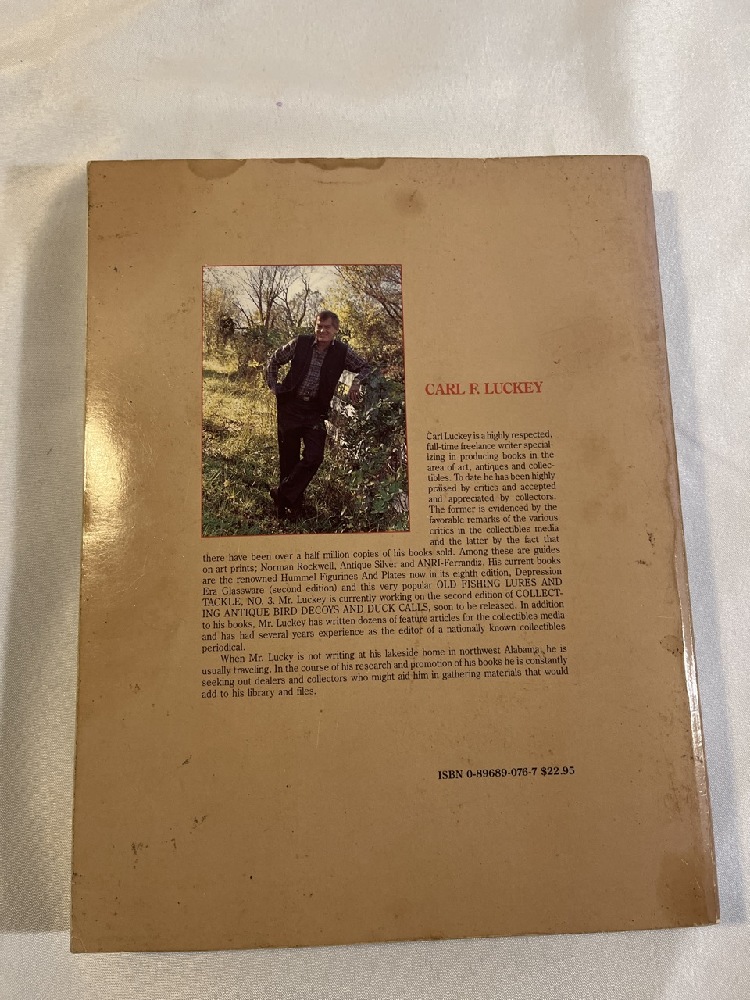 CARL F. LUCKEY
Carl Luckey is a highly respected,
full-time freelance writer special-
izing in producing books in the
area of art, antiques and collec-
tibles. To date he has been highly
praised by critics and accepted
and appreciated by collectors.
The former is evidenced by the
favorable remarks of the various
critics in the collectibles media
and the latter by the fact that
there have been over a half million copies of his books sold. Among these are guides
on art prints; Norman Rockwell, Antique Silver and ANRI-Ferrandiz. His current books
are the renowned Hummel Figurines And Plates now in its eighth edition, Depression
Era Glassware (second edition) and this very popular OLD FISHING LURES AND
TACKLE, NO. 3. Mr. Luckey is currently working on the second edition of COLLECT-
ING ANTIQUE BIRD DECOYS AND DUCK CALLS, soon to be released. In addition
to his books, Mr. Luckey has written dozens of feature articles for the collectibles media
and has had several years experience as the editor of a nationally known collectibles
periodical.
When Mr. Lucky is not writing at his lakeside home in northwest Alabama, he is
usually traveling. In the course of his research and promotion of his books he is constantly
seeking out dealers and collectors who might aid him in gathering materials that would
add to his library and files.
ISBN 0-89689-076-7 $22.95